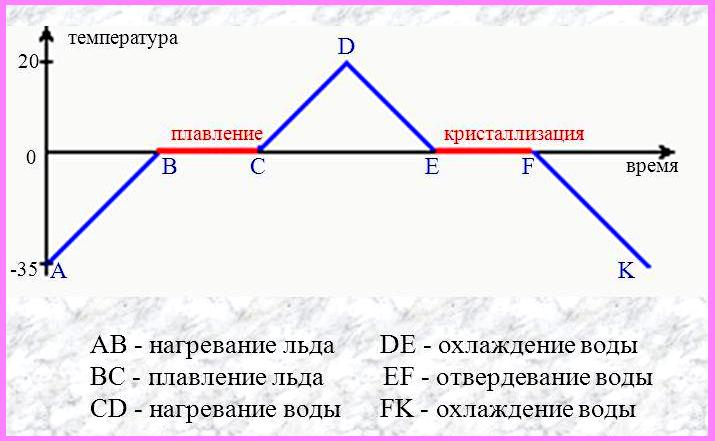 температура
D
20
плавление
кристаллизация
0
B
C
E
F
время
-35
A
K
AB - нагревание льда
DE - охлаждение воды
BC - плавление льда
EF - отвердевание воды
CD - нагревание воды
FK - охлаждение воды